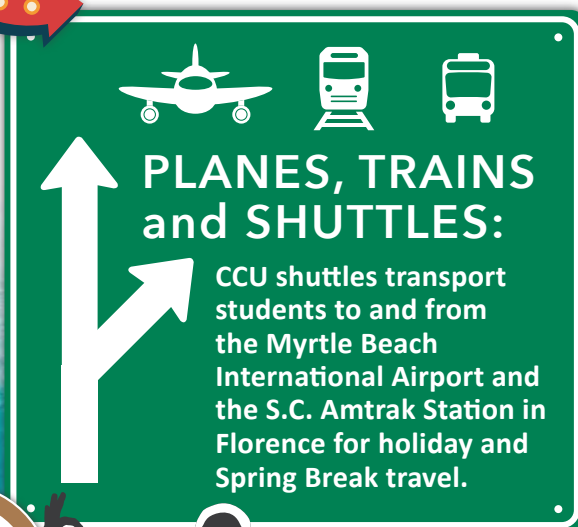 PLANES, TRAINS
and SHUTTLES:
CCU shuttles transport
students to and from
the Myrtle Beach
International Airport and
the S.C. Amtrak Station in
Florence for holiday and
Spring Break travel.